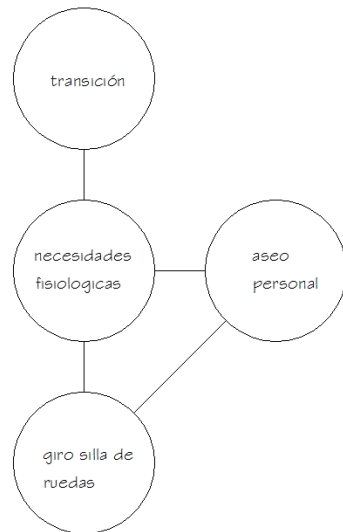 transición
necesidades
fisiologicas
aseo
personal
giro silla de
ruedas